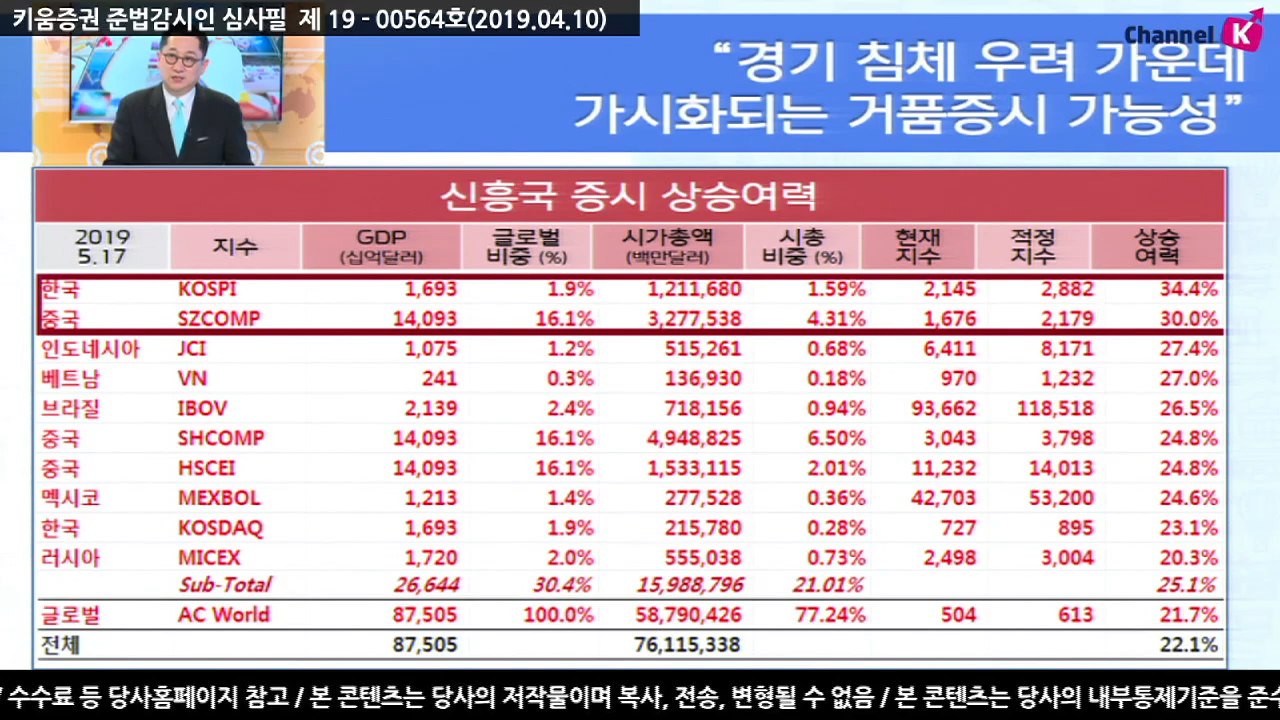 키움증권 준법감시인 심사필 제 19 - 00564호(2019.04.10)
Channel K
“경기 침체 우려 가운데
가시화되는 거품증시 가능성”
신흥국 증시 상승여력
2019 5.17 지수 GDP (십억달러) 글로벌 비중 (%) 시가총액 (백만달러) 시총 비중 (%) 현재 지수 적정 지수 상승 여력
한국 KOSPI 1,693 1.9% 1,211,680 1.59% 2,145 2,882 34.4%
중국 SZCOMP 14,093 16.1% 3,277,538 4.31% 1,676 2,179 30.0%
인도네시아 JCI 1,075 1.2% 515,261 0.68% 6,411 8,171 27.4%
베트남 VN 241 0.3% 136,930 0.18% 970 1,232 27.0%
브라질 IBOV 2,139 2.4% 718,156 0.94% 93,662 118,518 26.5%
중국 SHCOMP 14,093 16.1% 4,948,825 6.50% 3,043 3,798 24.8%
중국 HSCEI 14,093 16.1% 1,533,115 2.01% 11,232 14,013 24.8%
멕시코 MEXBOL 1,213 1.4% 277,528 0.36% 42,703 53,200 24.6%
한국 KOSDAQ 1,693 1.9% 215,780 0.28% 727 895 23.1%
러시아 MICEX 1,720 2.0% 555,038 0.73% 2,498 3,004 20.3%
Sub-Total 26,644 30.4% 15,988,796 21.01% 25.1%
글로벌 AC World 87,505 100.0% 58,790,426 77.24% 504 613 21.7%
전체 87,505 76,115,338 22.1%
수수료 등 당사홈페이지 참고 / 본 콘텐츠는 당사의 저작물이며 복사, 전송, 변형될 수 없음 / 본 콘텐츠는 당사의 내부통제기준을 준수